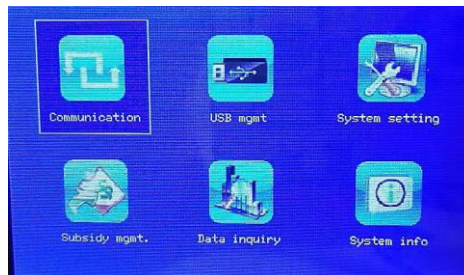 Communication
USB mgmt
System setting
Subsidy mgmt.
Data inquiry
System info